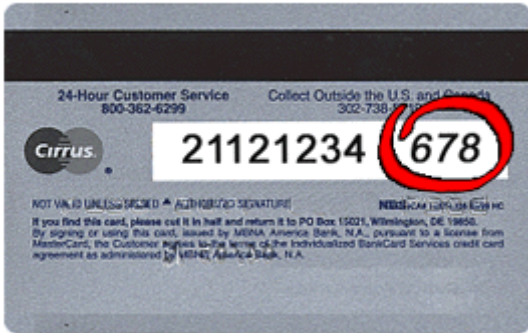 24-Hour Customer Service Collect Outside the U.S. and Canada
800-362-6299 302-738-
Cirrus. 21121234 678
NOT VALID UNLESS SIGNED AUTHORIZED SIGNATURE
If you find this card, please cut it in half and return it to PO Box 15021, Wilmington, DE 19850.
By signing or using this card, issued by MBNA America Bank, N.A., pursuant to a license from
MasterCard, the Customer agrees to the terms of the Individualized BankCard Services credit card
agreement as administered by MBNA America Bank, N.A.